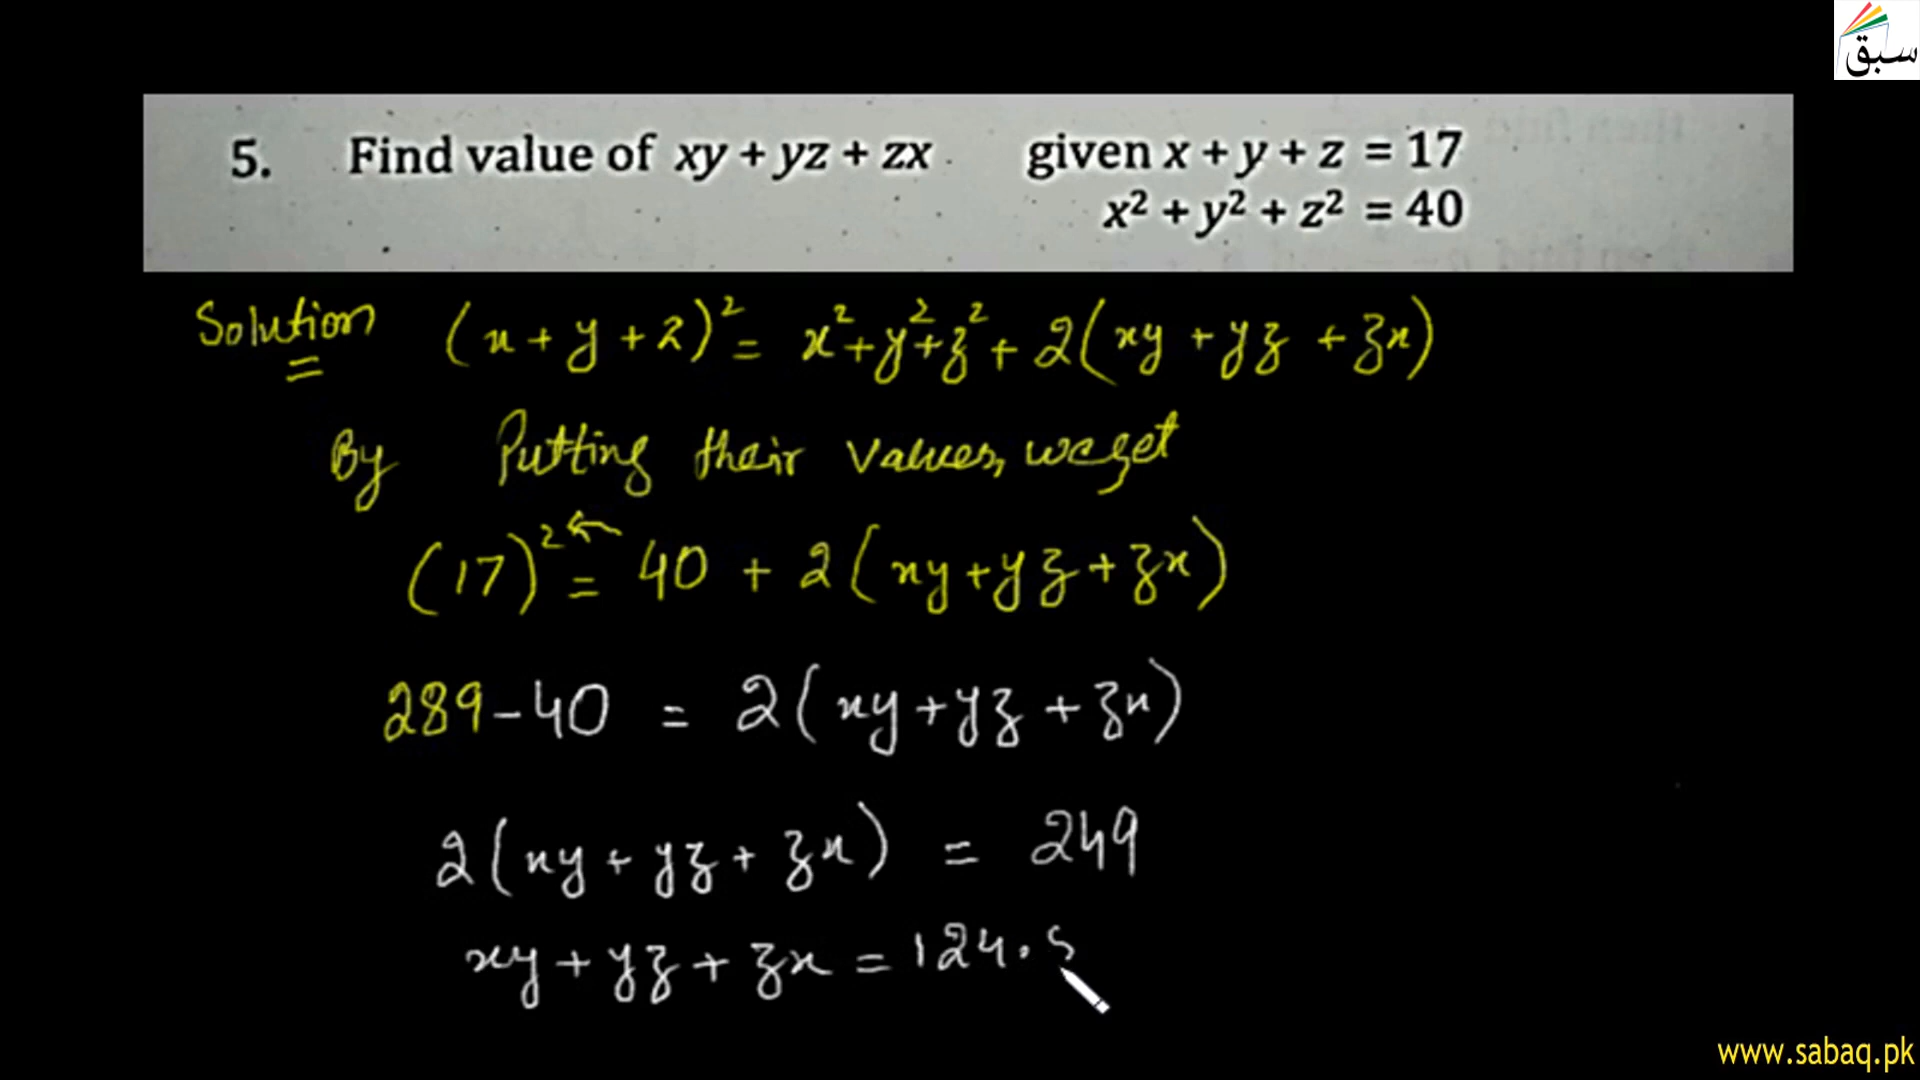 سبق
5. Find value of xy + yz + zx given x + y + z = 17
x² + y² + z² = 40
Solution (x + y + z)² = x² + y² + z² + 2(xy + yz + zx)
=
By Putting their values, we get
(17)² = 40 + 2(xy + yz + zx)
289 - 40 = 2(xy + yz + zx)
2(xy + yz + zx) = 249
xy + yz + zx = 124.5
www.sabaq.pk